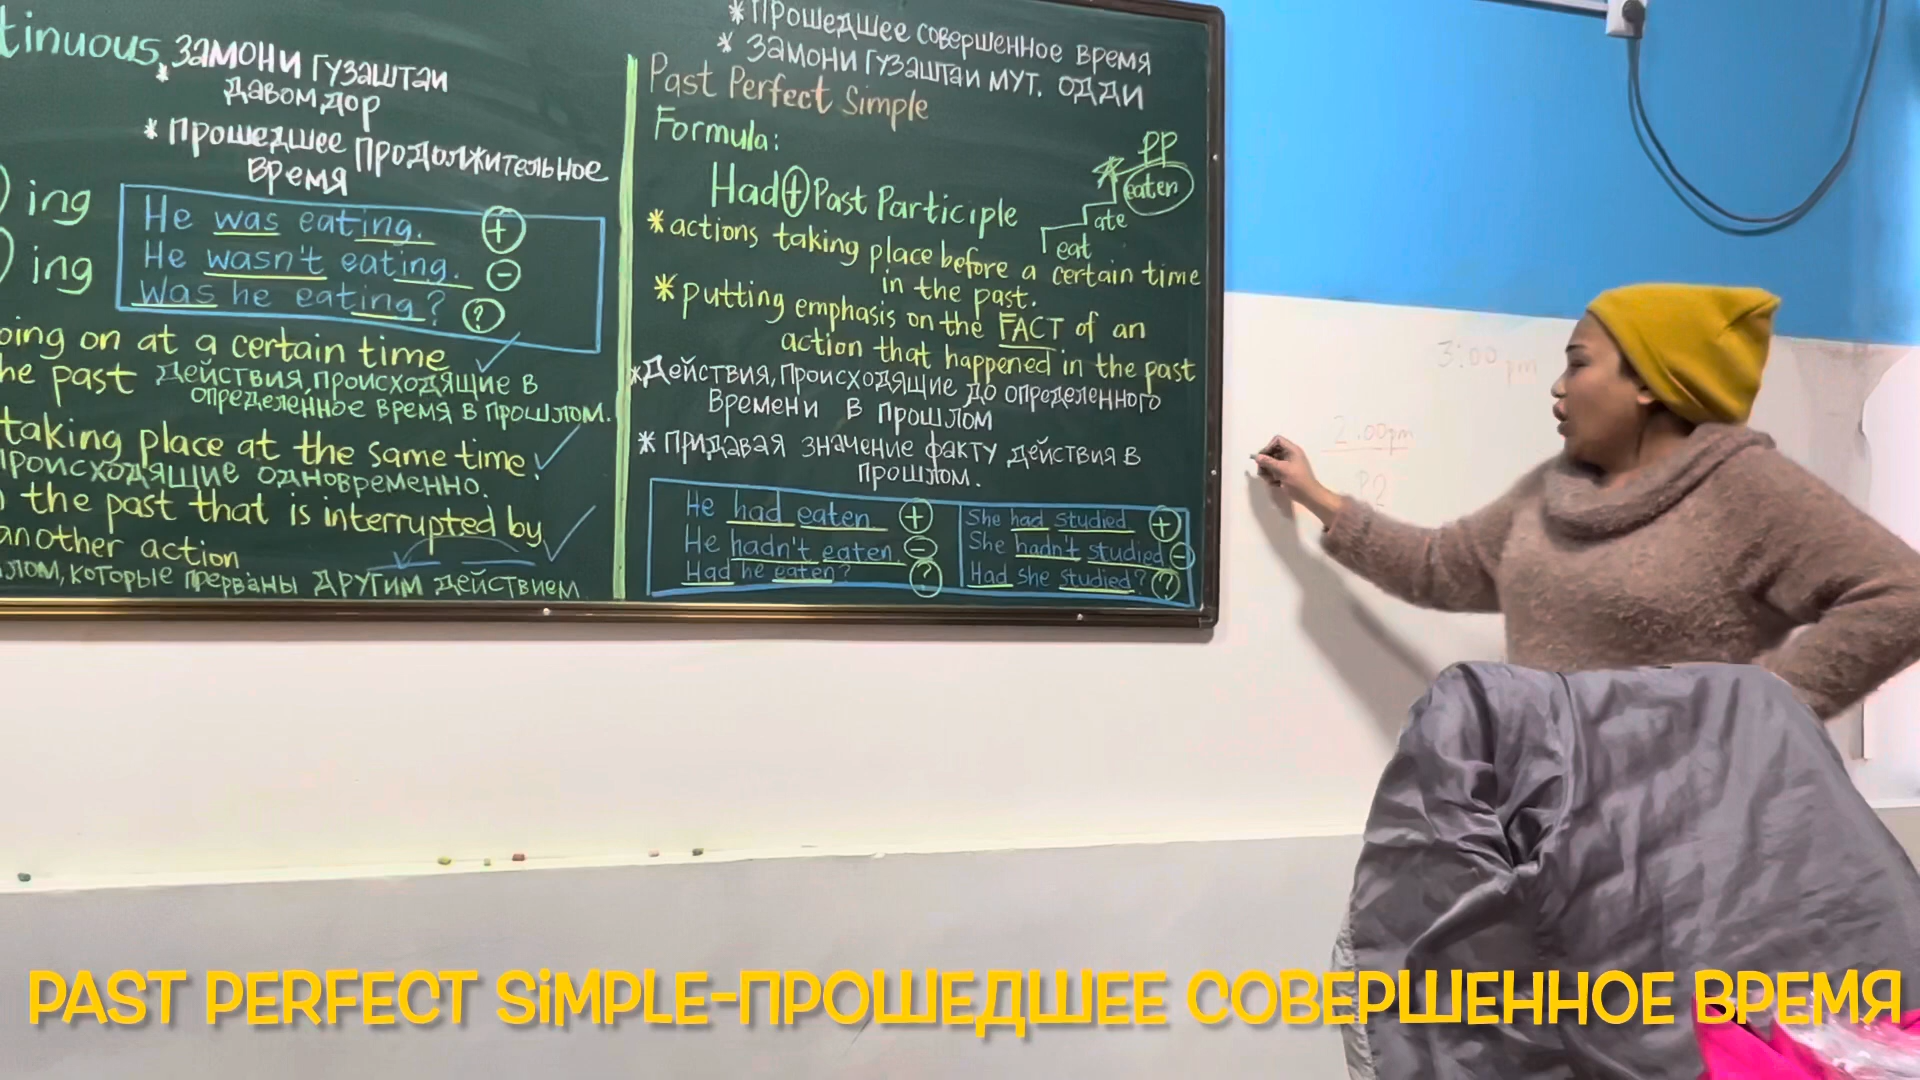 tinuous
* ЗАМОНИ ГУЗАШТАИ
ДАВОМДОР
* ПРОШЕДШЕЕ ПРОДОЛЖИТЕЛЬНОЕ
ВРЕМЯ
ing
ing
He was eating. +
He wasn't eating. -
Was he eating? ?
oing on at a certain time
he past ДЕЙСТВИЯ, ПРОИСХОДЯЩИЕ В
ОПРЕДЕЛЕННОЕ ВРЕМЯ В ПРОШЛОМ.
taking place at the same time.
ПРОИСХОДЯЩИЕ ОДНОВРЕМЕННО.
the past that is interrupted by
another action
ЛОМ, КОТОРЫЕ ПРЕРВАНЫ ДРУГИМ ДЕЙСТВИЕМ.
* ПРОШЕДШЕЕ СОВЕРШЕННОЕ ВРЕМЯ
* ЗАМОНИ ГУЗАШТАИ МУТ. ОДДИ
Past Perfect Simple
Formula:
Had + Past Participle
PP
eaten
ate
eat
* actions taking place before a certain time
in the past.
* putting emphasis on the FACT of an
action that happened in the past
* ДЕЙСТВИЯ, ПРОИСХОДЯЩИЕ ДО ОПРЕДЕЛЕННОГО
ВРЕМЕНИ В ПРОШЛОМ
* ПРИДАВАЯ ЗНАЧЕНИЕ ФАКТУ ДЕЙСТВИЯ В
ПРОШЛОМ.
He had eaten +
He hadn't eaten. -
Had he eaten? ?
She had studied +
She hadn't studied -
Had she studied? ?
3:00 pm
2:00pm
P2
PAST PERFECT SiMPLE-ПРОШЕДШЕЕ СОВЕРШЕННОЕ ВРЕМЯ